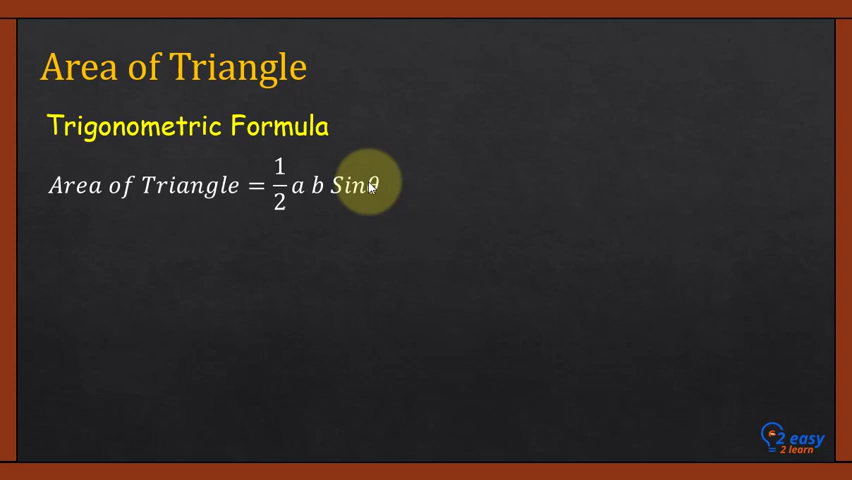 Area of Triangle
Trigonometric Formula
Area of Triangle = 1/2 a b Sinθ
2 easy
2 learn